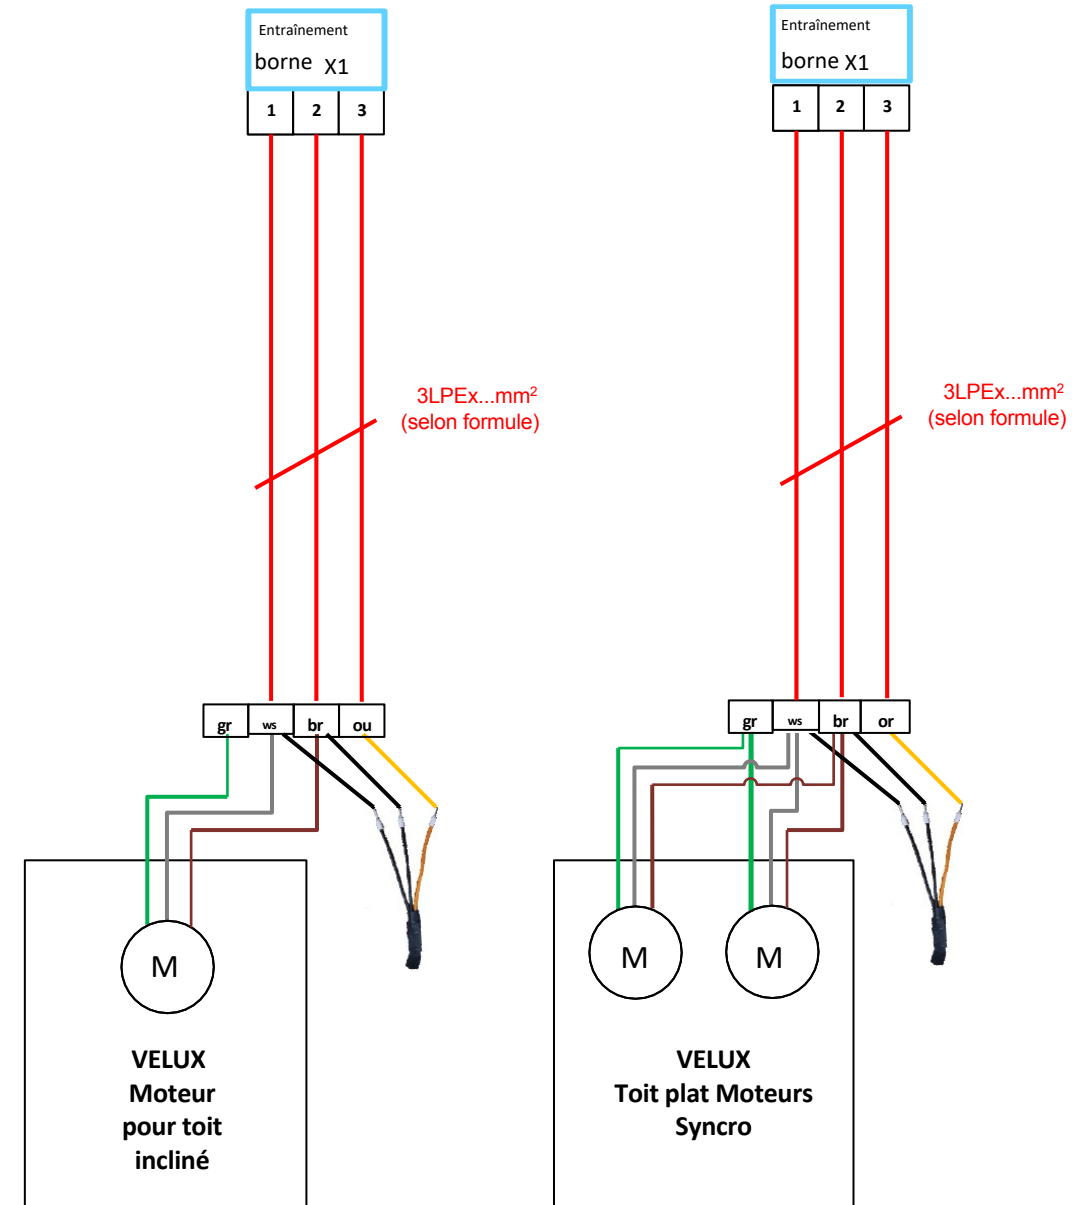 Entraînement
borne X1
1 2 3
3LPEx...mm²
(selon formule)
gr ws br ou
M
VELUX
Moteur
pour toit
incliné
Entraînement
borne X1
1 2 3
3LPEx...mm²
(selon formule)
gr ws br or
M M
VELUX
Toit plat Moteurs
Syncro